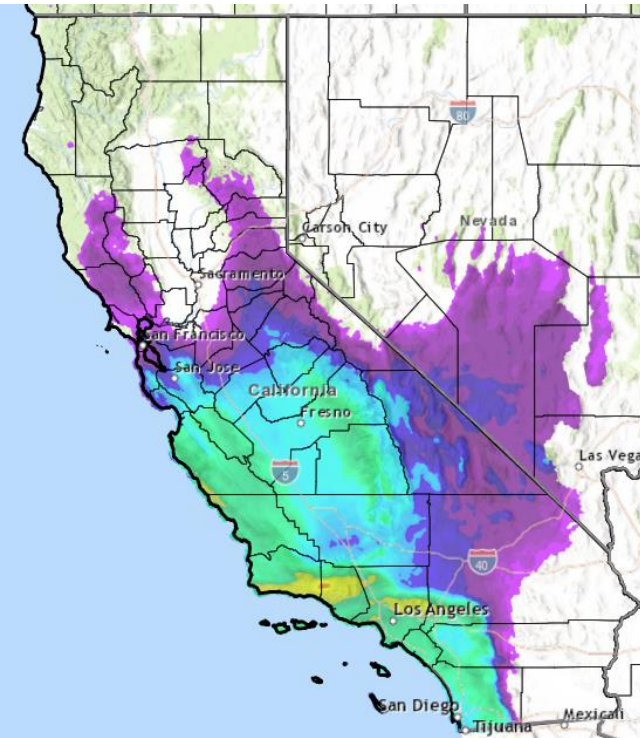 80
Carson City
Nevada
Sacramento
San Francisco
San Jose
California
Fresno
5
Las Vega
40
Los Angeles
San Diego
Tijuana
Mexicali